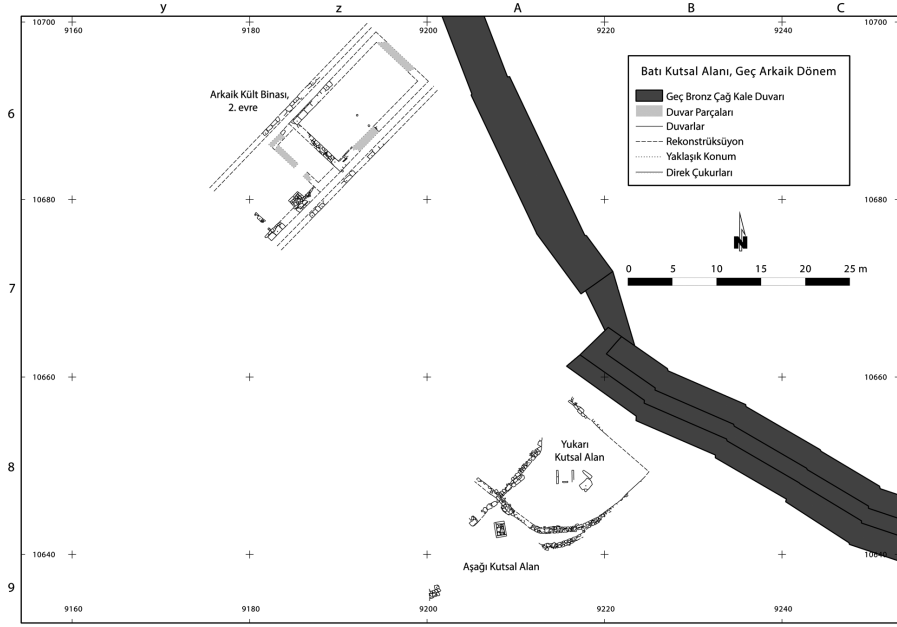 y z A B C
10700 10700
9160 9180 9200 9220 9240
Batı Kutsal Alanı, Geç Arkaik Dönem
Geç Bronz Çağ Kale Duvarı
Duvar Parçaları
Duvarlar
Rekonstrüksüyon
Yaklaşık Konum
Direk Çukurları
Arkaik Kült Binası,
2. evre
6
10680 10680
N
0 5 10 15 20 25 m
7
10660 10660
Yukarı
Kutsal Alan
8
10640 10640
Aşağı Kutsal Alan
9
9160 9180 9200 9220 9240